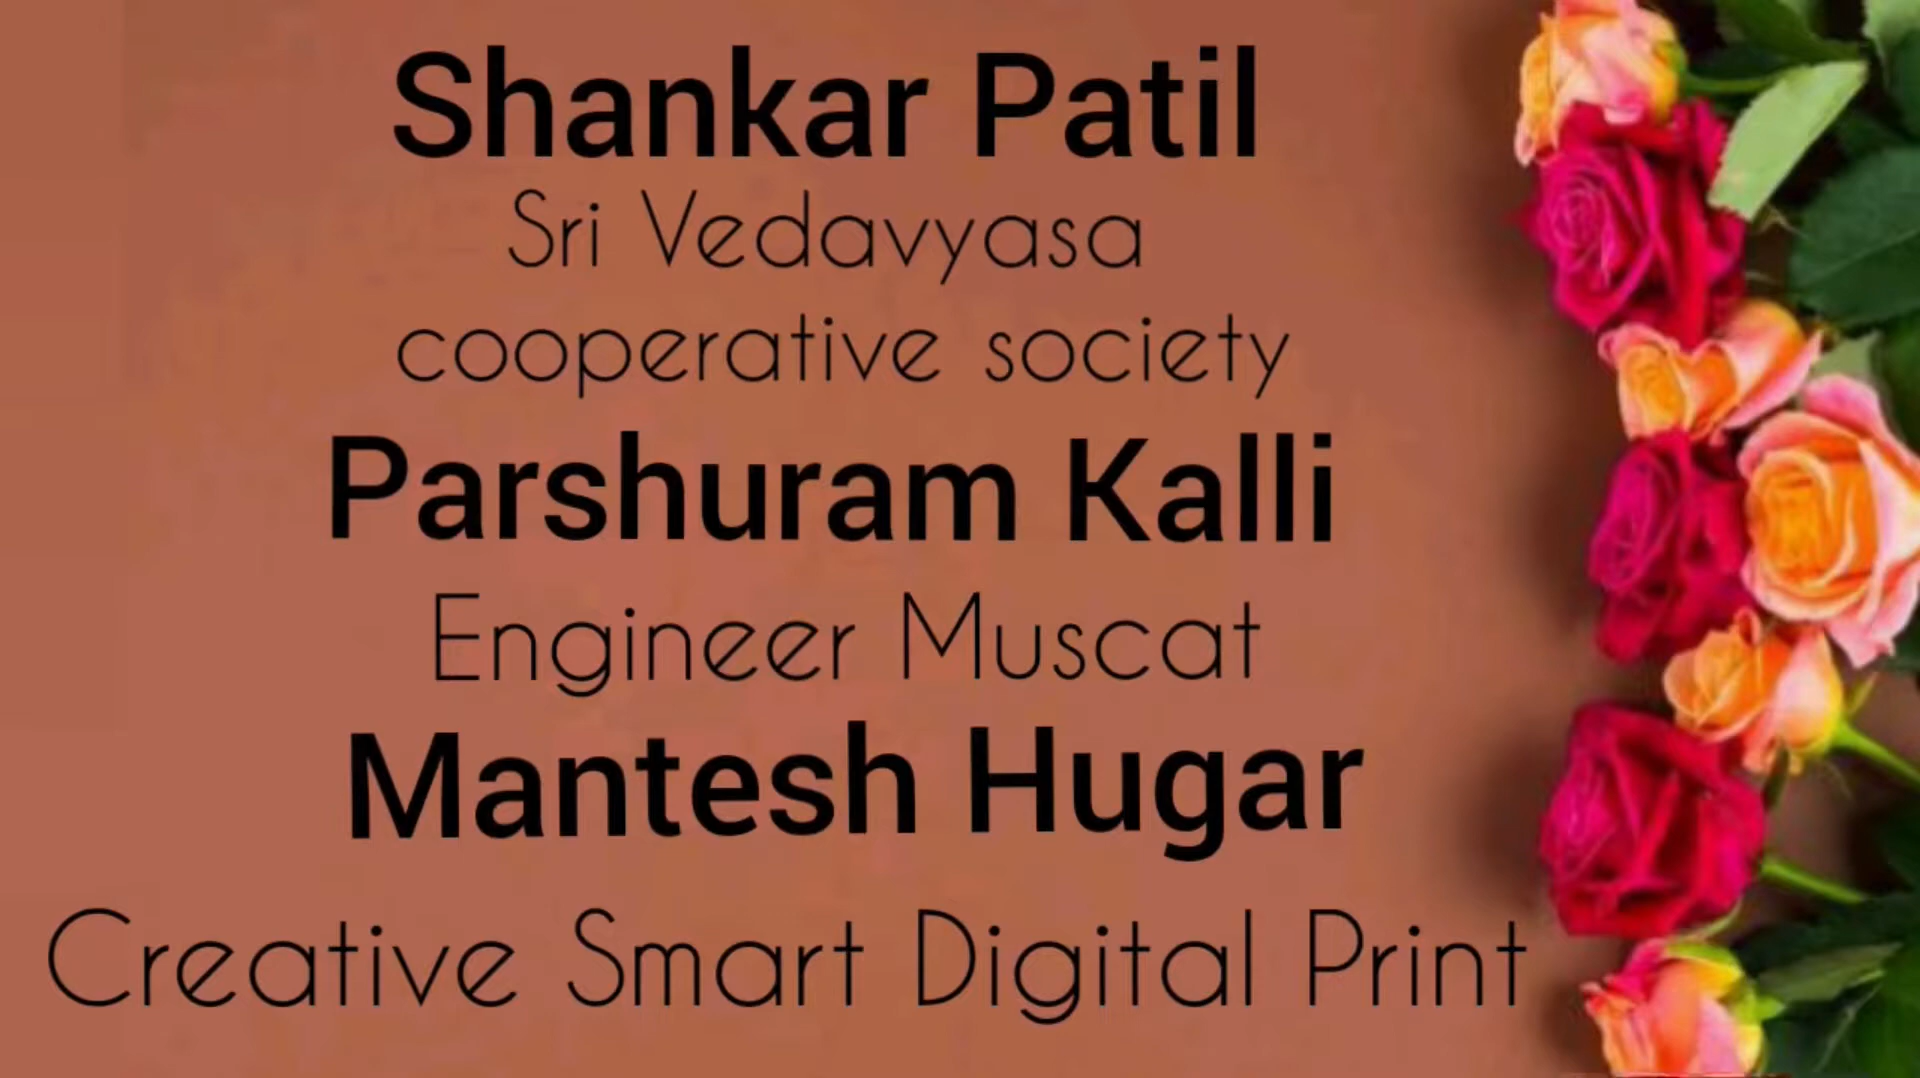 Shankar Patil
Sri Vedavyasa
cooperative society
Parshuram Kalli
Engineer Muscat
Mantesh Hugar
Creative Smart Digital Print